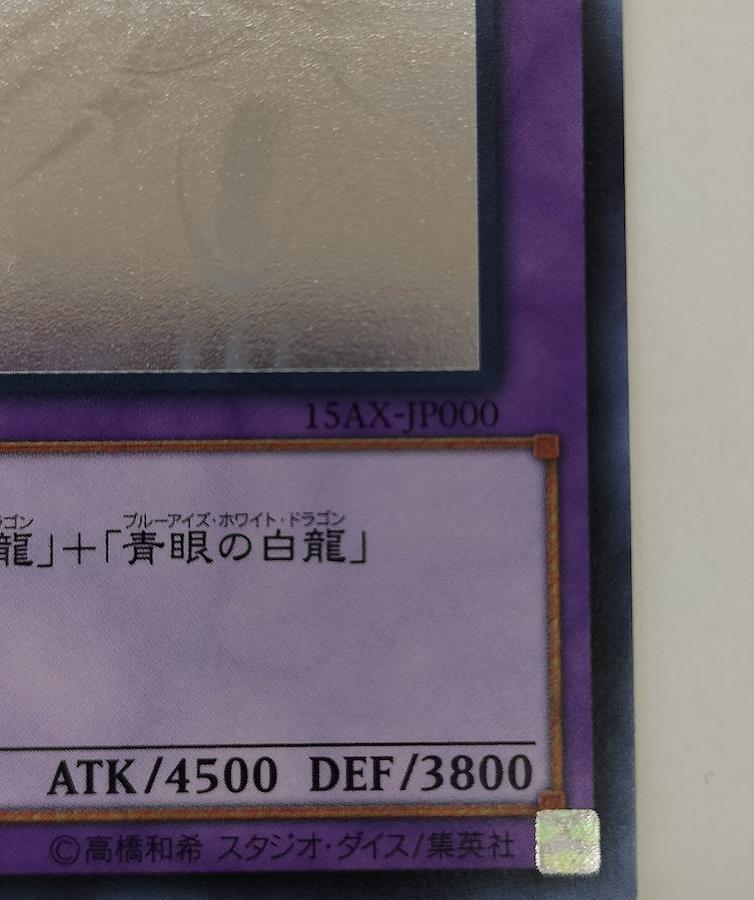 15AX-JP000
ゴン ブルーアイズ・ホワイト・ドラゴン
龍」+「青眼の白龍」
ATK/4500 DEF/3800
©高橋和希 スタジオ・ダイス/集英社